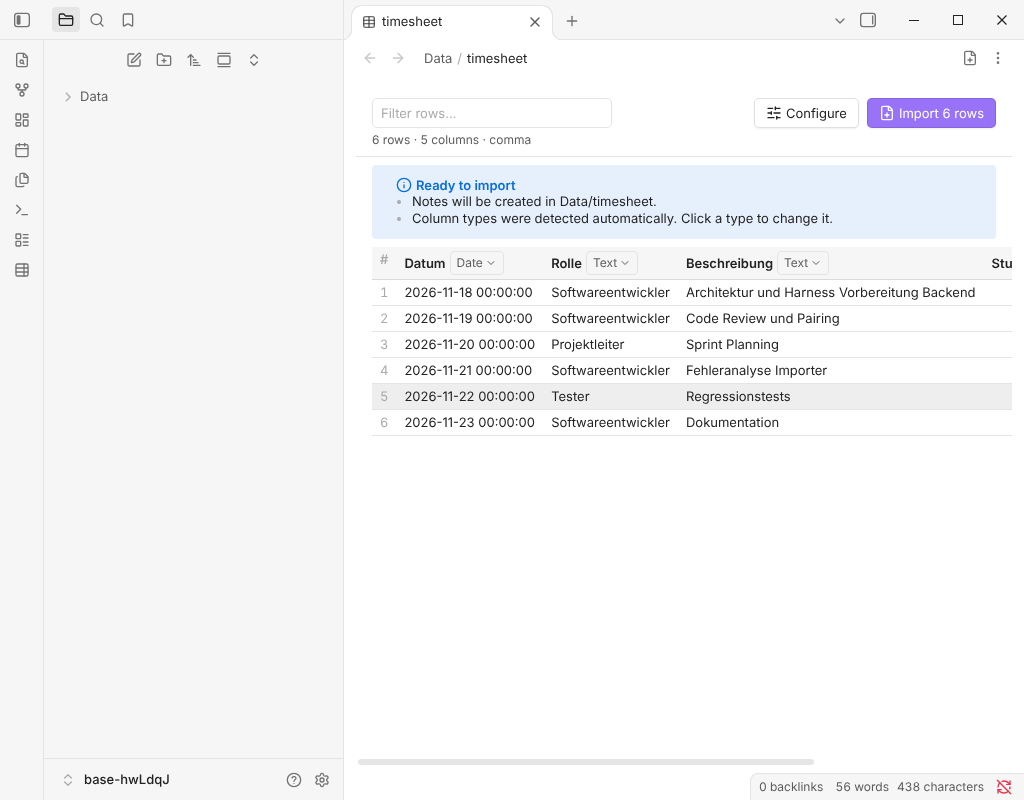 timesheet
Data / timesheet
Data
Filter rows...
Configure
Import 6 rows
6 rows · 5 columns · comma
Ready to import
Notes will be created in Data/timesheet.
Column types were detected automatically. Click a type to change it.
# Datum Date Rolle Text Beschreibung Text Stu
1 2026-11-18 00:00:00 Softwareentwickler Architektur und Harness Vorbereitung Backend
2 2026-11-19 00:00:00 Softwareentwickler Code Review und Pairing
3 2026-11-20 00:00:00 Projektleiter Sprint Planning
4 2026-11-21 00:00:00 Softwareentwickler Fehleranalyse Importer
5 2026-11-22 00:00:00 Tester Regressionstests
6 2026-11-23 00:00:00 Softwareentwickler Dokumentation
base-hwLdqJ
0 backlinks 56 words 438 characters